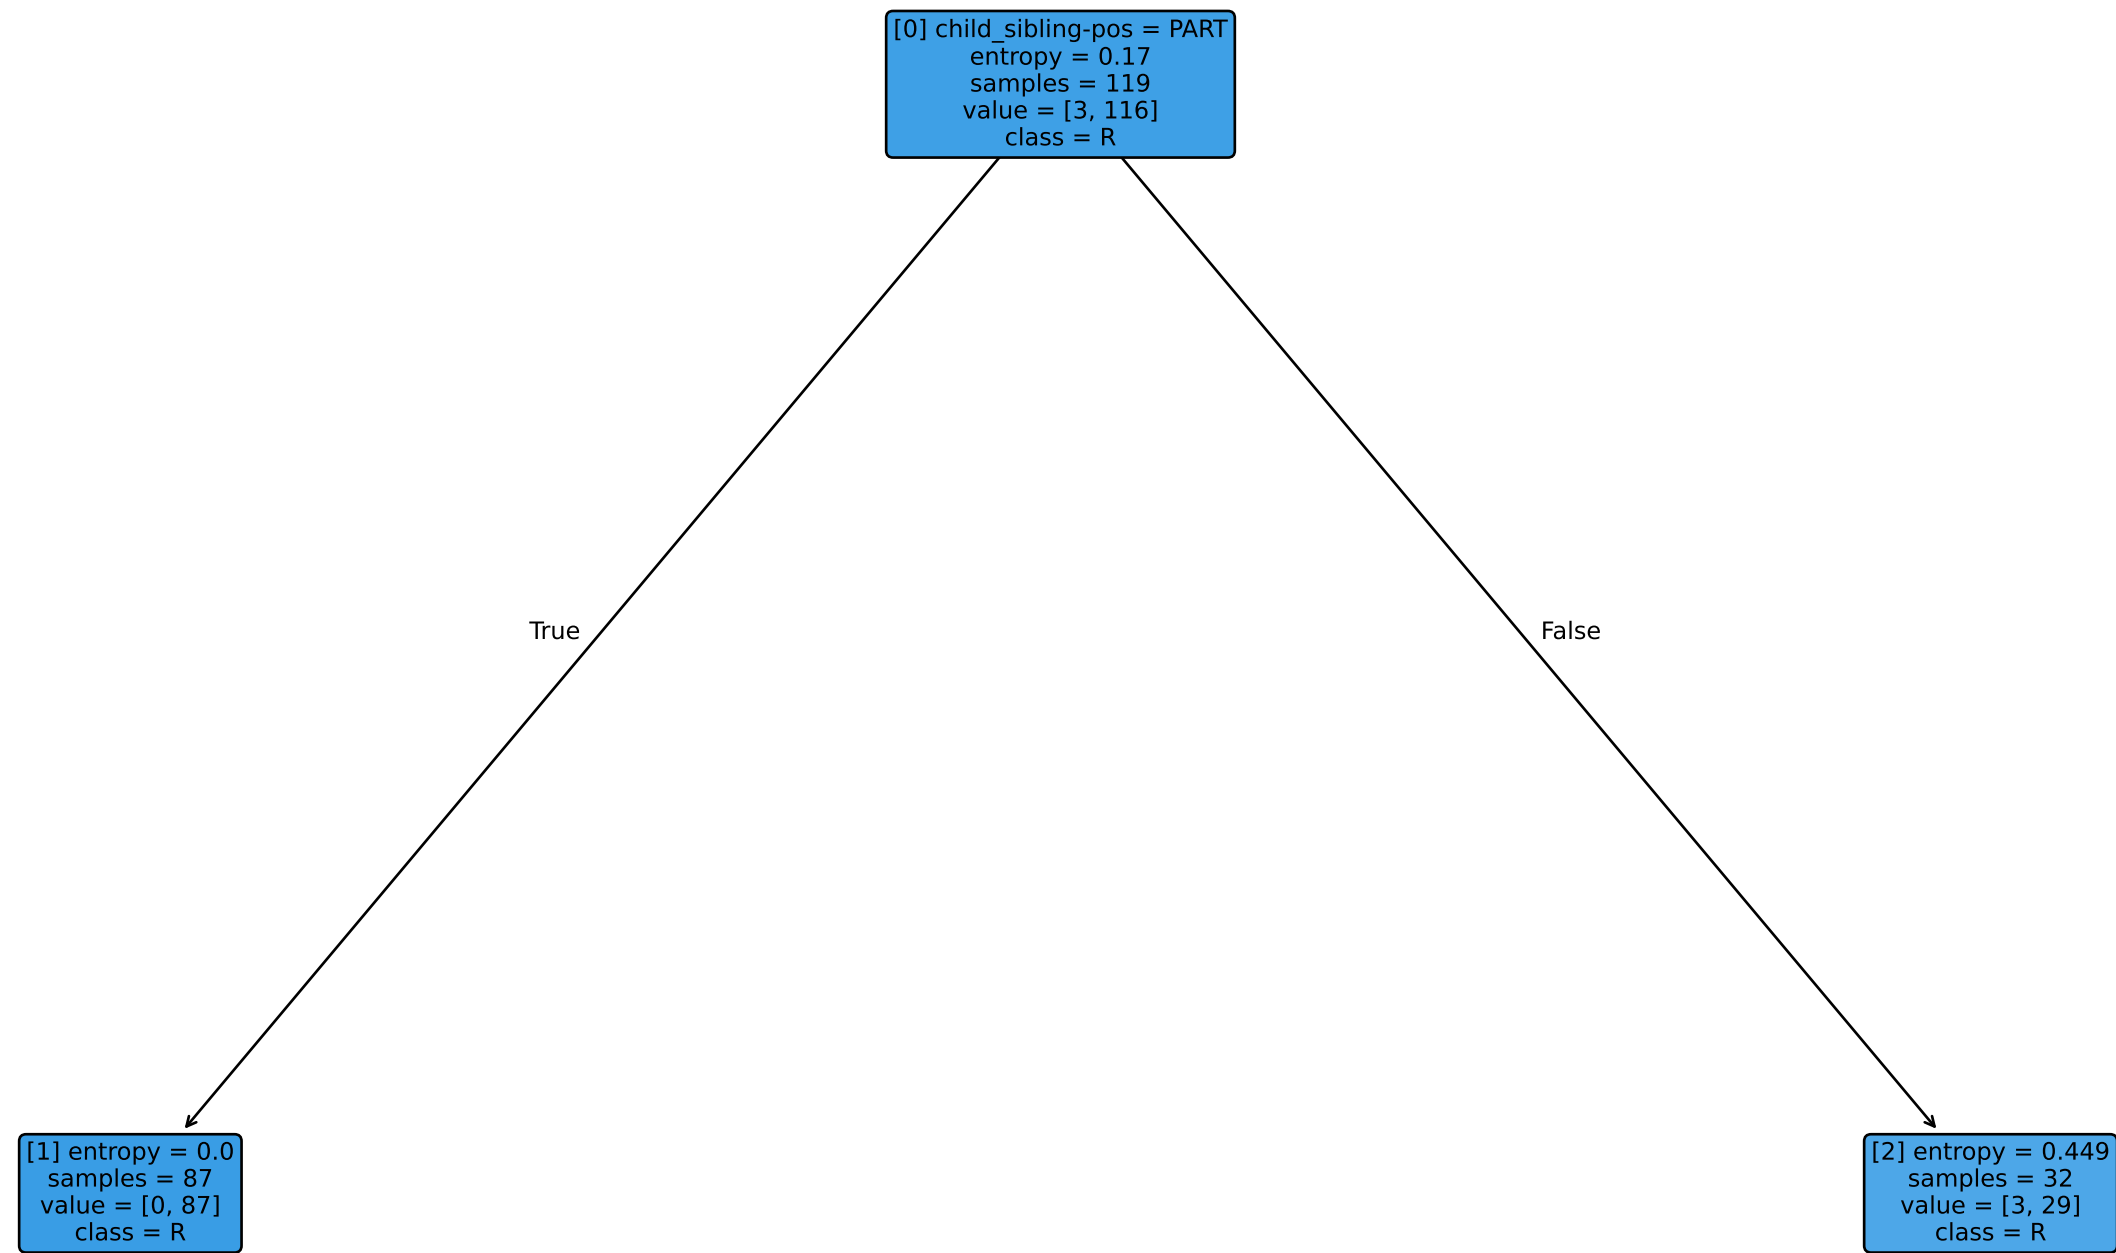 [0] child_sibling-pos = PART
entropy = 0.17
samples = 119
value = [3, 116]
class = R
True
False
[1] entropy = 0.0
samples = 87
value = [0, 87]
class = R
[2] entropy = 0.449
samples = 32
value = [3, 29]
class = R